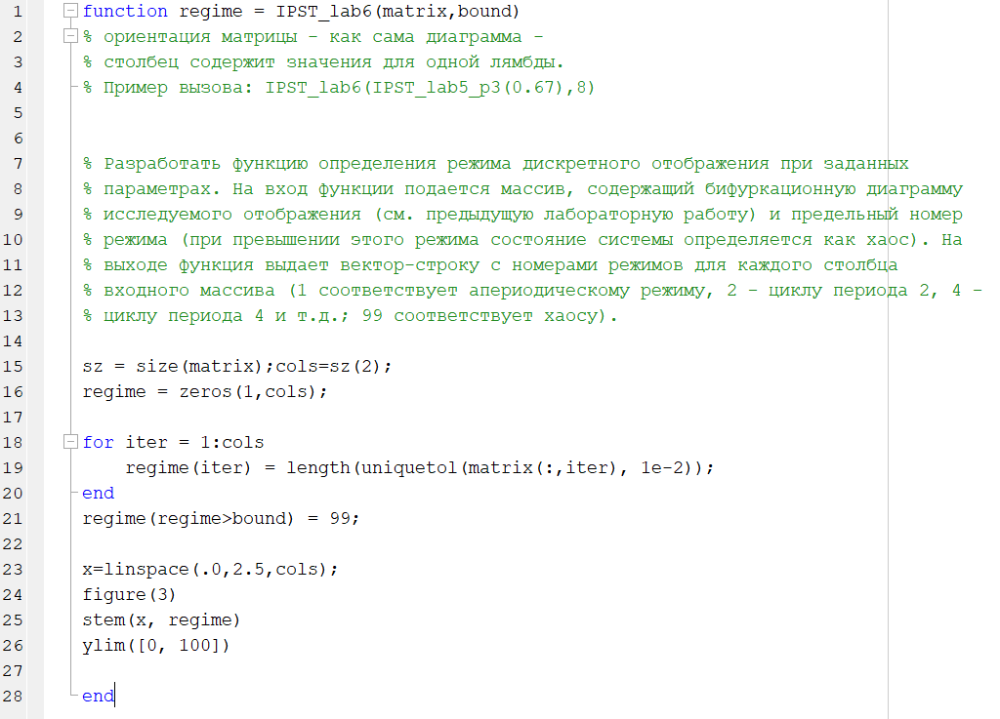 1 function regime = IPST_lab6(matrix,bound)
2 % ориентация матрицы - как сама диаграмма -
3 % столбец содержит значения для одной лямбды.
4 % Пример вызова: IPST_lab6(IPST_lab5_p3(0.67),8)
5
6
7 % Разработать функцию определения режима дискретного отображения при заданных
8 % параметрах. На вход функции подается массив, содержащий бифуркационную диаграмму
9 % исследуемого отображения (см. предыдущую лабораторную работу) и предельный номер
10 % режима (при превышении этого режима состояние системы определяется как хаос). На
11 % выходе функция выдает вектор-строку с номерами режимов для каждого столбца
12 % входного массива (1 соответствует апериодическому режиму, 2 - циклу периода 2, 4 -
13 % циклу периода 4 и т.д.; 99 соответствует хаосу).
14
15 sz = size(matrix);cols=sz(2);
16 regime = zeros(1,cols);
17
18 for iter = 1:cols
19 regime(iter) = length(uniquetol(matrix(:,iter), 1e-2));
20 end
21 regime(regime>bound) = 99;
22
23 x=linspace(.0,2.5,cols);
24 figure(3)
25 stem(x, regime)
26 ylim([0, 100])
27
28 end